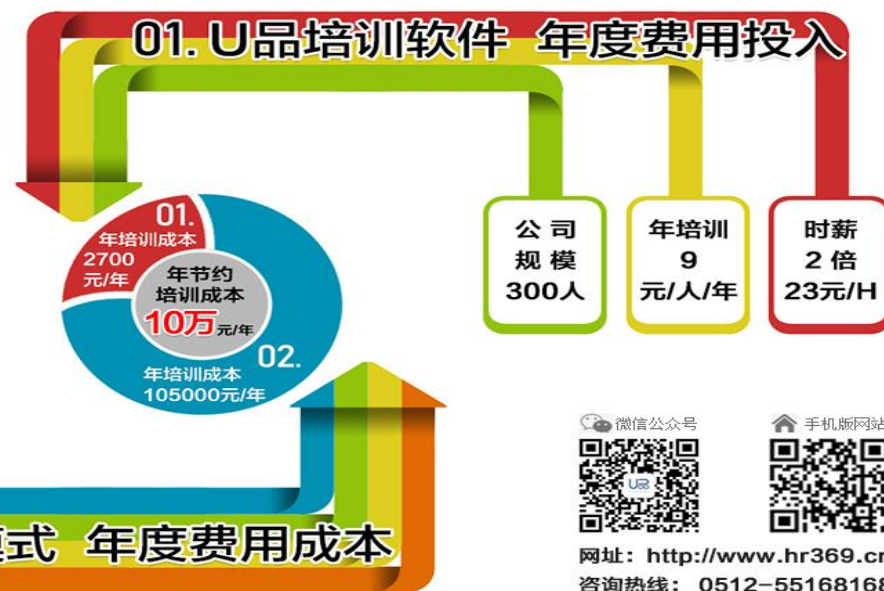 01. U品培训软件 年度费用投入
01.
年培训成本
2700
元/年
年节约
培训成本
10万元/年
02.
年培训成本
105000元/年
公司
规模
300人
年培训
9
元/人/年
时薪
2 倍
23元/H
微信公众号
手机版网站
式 年度费用成本
网址: http://www.hr369.cn
咨询热线: 0512-55168168